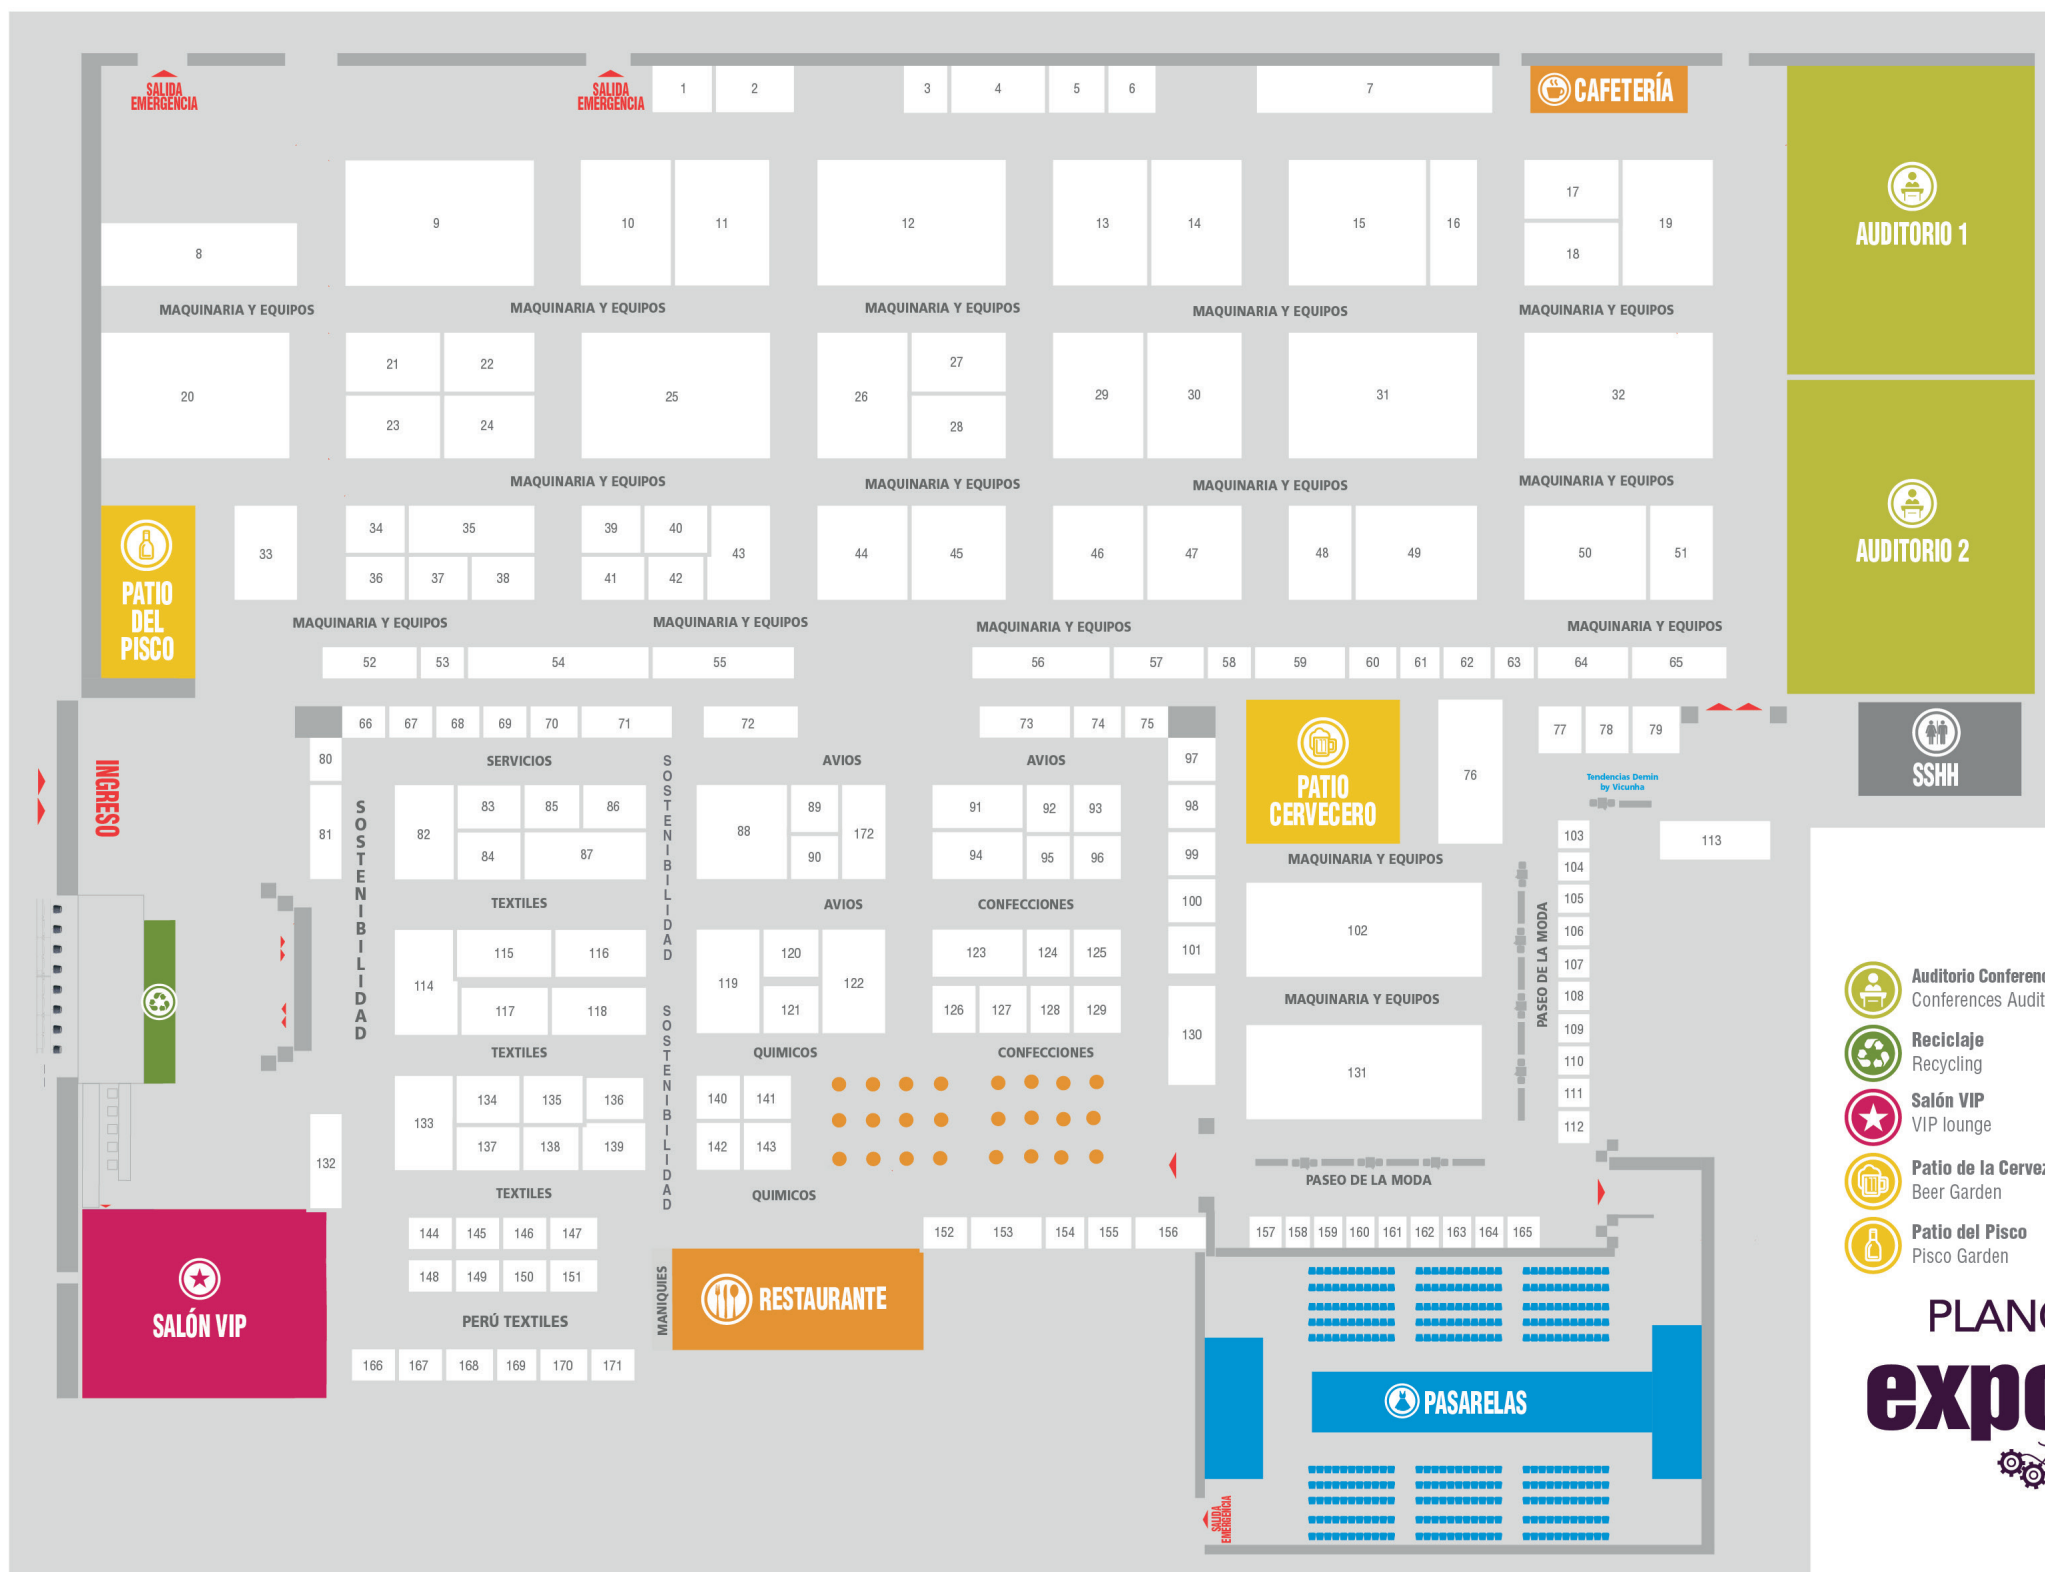 SALIDA
EMERGENCIA
SALIDA
EMERGENCIA
1 2 3 4 5 6 7
CAFETERÍA
8 9 10 11 12 13 14 15 16 17 18 19
AUDITORIO 1
MAQUINARIA Y EQUIPOS
MAQUINARIA Y EQUIPOS
MAQUINARIA Y EQUIPOS
MAQUINARIA Y EQUIPOS
MAQUINARIA Y EQUIPOS
20 21 22 23 24 25 26 27 28 29 30 31 32
MAQUINARIA Y EQUIPOS
MAQUINARIA Y EQUIPOS
MAQUINARIA Y EQUIPOS
MAQUINARIA Y EQUIPOS
PATIO
DEL
PISCO
33 34 35 36 37 38 39 40 41 42 43 44 45 46 47 48 49 50 51
AUDITORIO 2
MAQUINARIA Y EQUIPOS
MAQUINARIA Y EQUIPOS
MAQUINARIA Y EQUIPOS
MAQUINARIA Y EQUIPOS
52 53 54 55 56 57 58 59 60 61 62 63 64 65
66 67 68 69 70 71 72 73 74 75
PATIO
CERVECERO
76 77 78 79
SSHH
INGRESO
80 81
SERVICIOS
AVIOS
AVIOS
Tendencias Demin
by Vicunha
SOSTENIBILIDAD
SOSTENIBILIDAD
SOSTENIBILIDAD
82 83 84 85 86 87 88 89 90 172 91 92 93 94 95 96
97 98 99 100 101
MAQUINARIA Y EQUIPOS
102
MAQUINARIA Y EQUIPOS
131
PASEO DE LA MODA
103 104 105 106 107 108 109 110 111 112
113
TEXTILES
AVIOS
CONFECCIONES
114 115 116 117 118 119 120 121 122 123 124 125 126 127 128 129 130
TEXTILES
QUIMICOS
CONFECCIONES
132 133 134 135 136 137 138 139 140 141 142 143
TEXTILES
QUIMICOS
PASEO DE LA MODA
144 145 146 147
148 149 150 151
152 153 154 155 156
157 158 159 160 161 162 163 164 165
SALÓN VIP
PERÚ TEXTILES
MANIQUIES
RESTAURANTE
166 167 168 169 170 171
PASARELAS
SALIDA
EMERGENCIA
Auditorio Conferenc
Conferences Audit
Reciclaje
Recycling
Salón VIP
VIP lounge
Patio de la Cervez
Beer Garden
Patio del Pisco
Pisco Garden
PLANO
expo